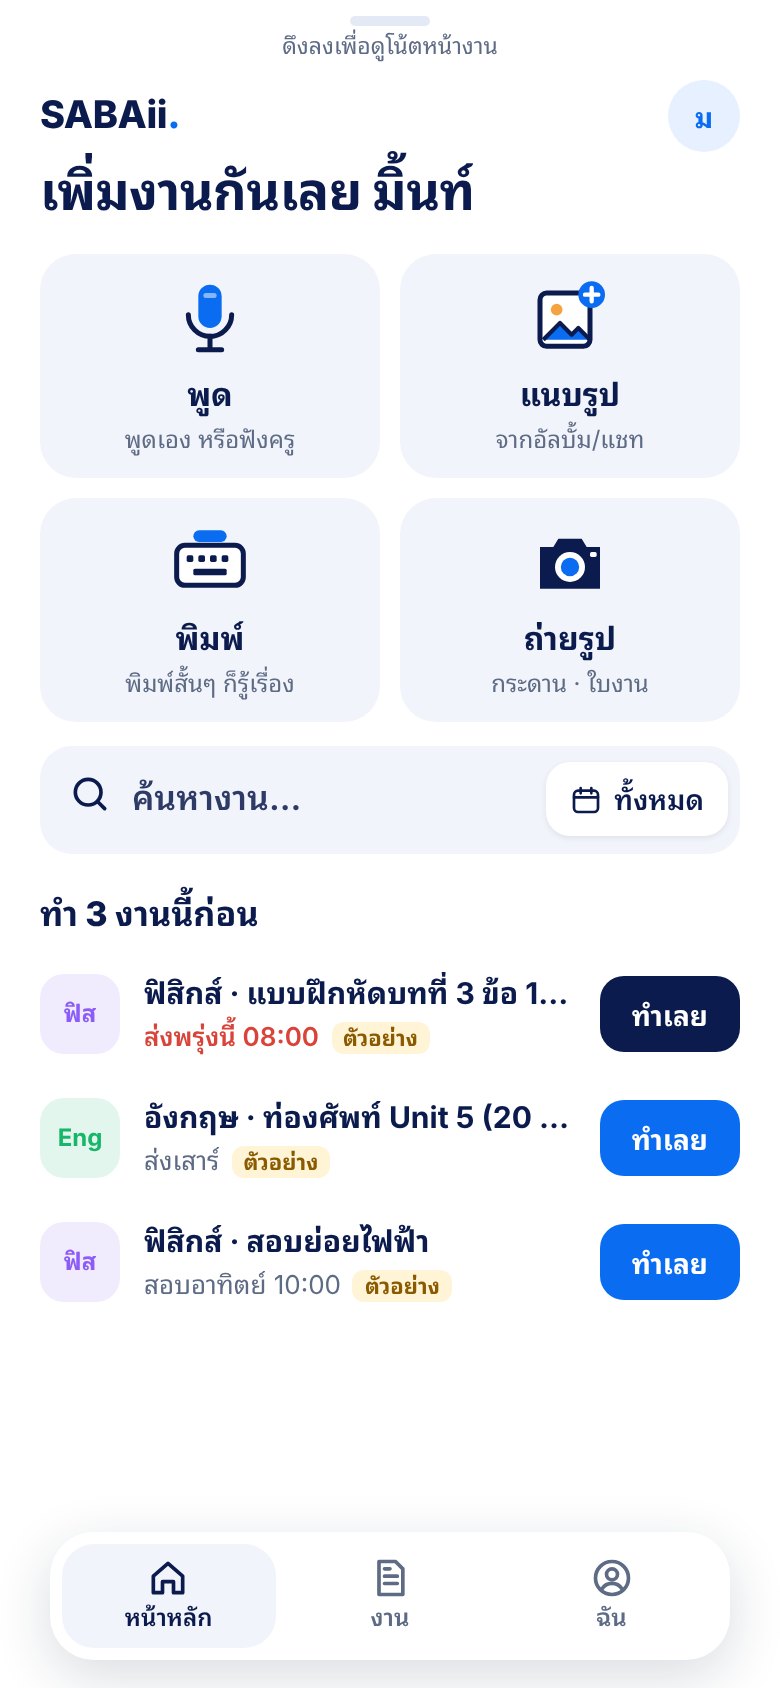 ดึงลงเพื่อดูโน้ตหน้างาน
SABAii.
ม
เพิ่มงานกันเลย มิ้นท์
พูด
พูดเอง หรือฟังครู
แนบรูป
จากอัลบั้ม/แชท
พิมพ์
พิมพ์สั้นๆ ก็รู้เรื่อง
ถ่ายรูป
กระดาน · ใบงาน
ค้นหางาน...
ทั้งหมด
ทำ 3 งานนี้ก่อน
ฟิส
ฟิสิกส์ · แบบฝึกหัดบทที่ 3 ข้อ 1...
ส่งพรุ่งนี้ 08:00 ตัวอย่าง
ทำเลย
Eng
อังกฤษ · ท่องศัพท์ Unit 5 (20 ...
ส่งเสาร์ ตัวอย่าง
ทำเลย
ฟิส
ฟิสิกส์ · สอบย่อยไฟฟ้า
สอบอาทิตย์ 10:00 ตัวอย่าง
ทำเลย
หน้าหลัก
งาน
ฉัน